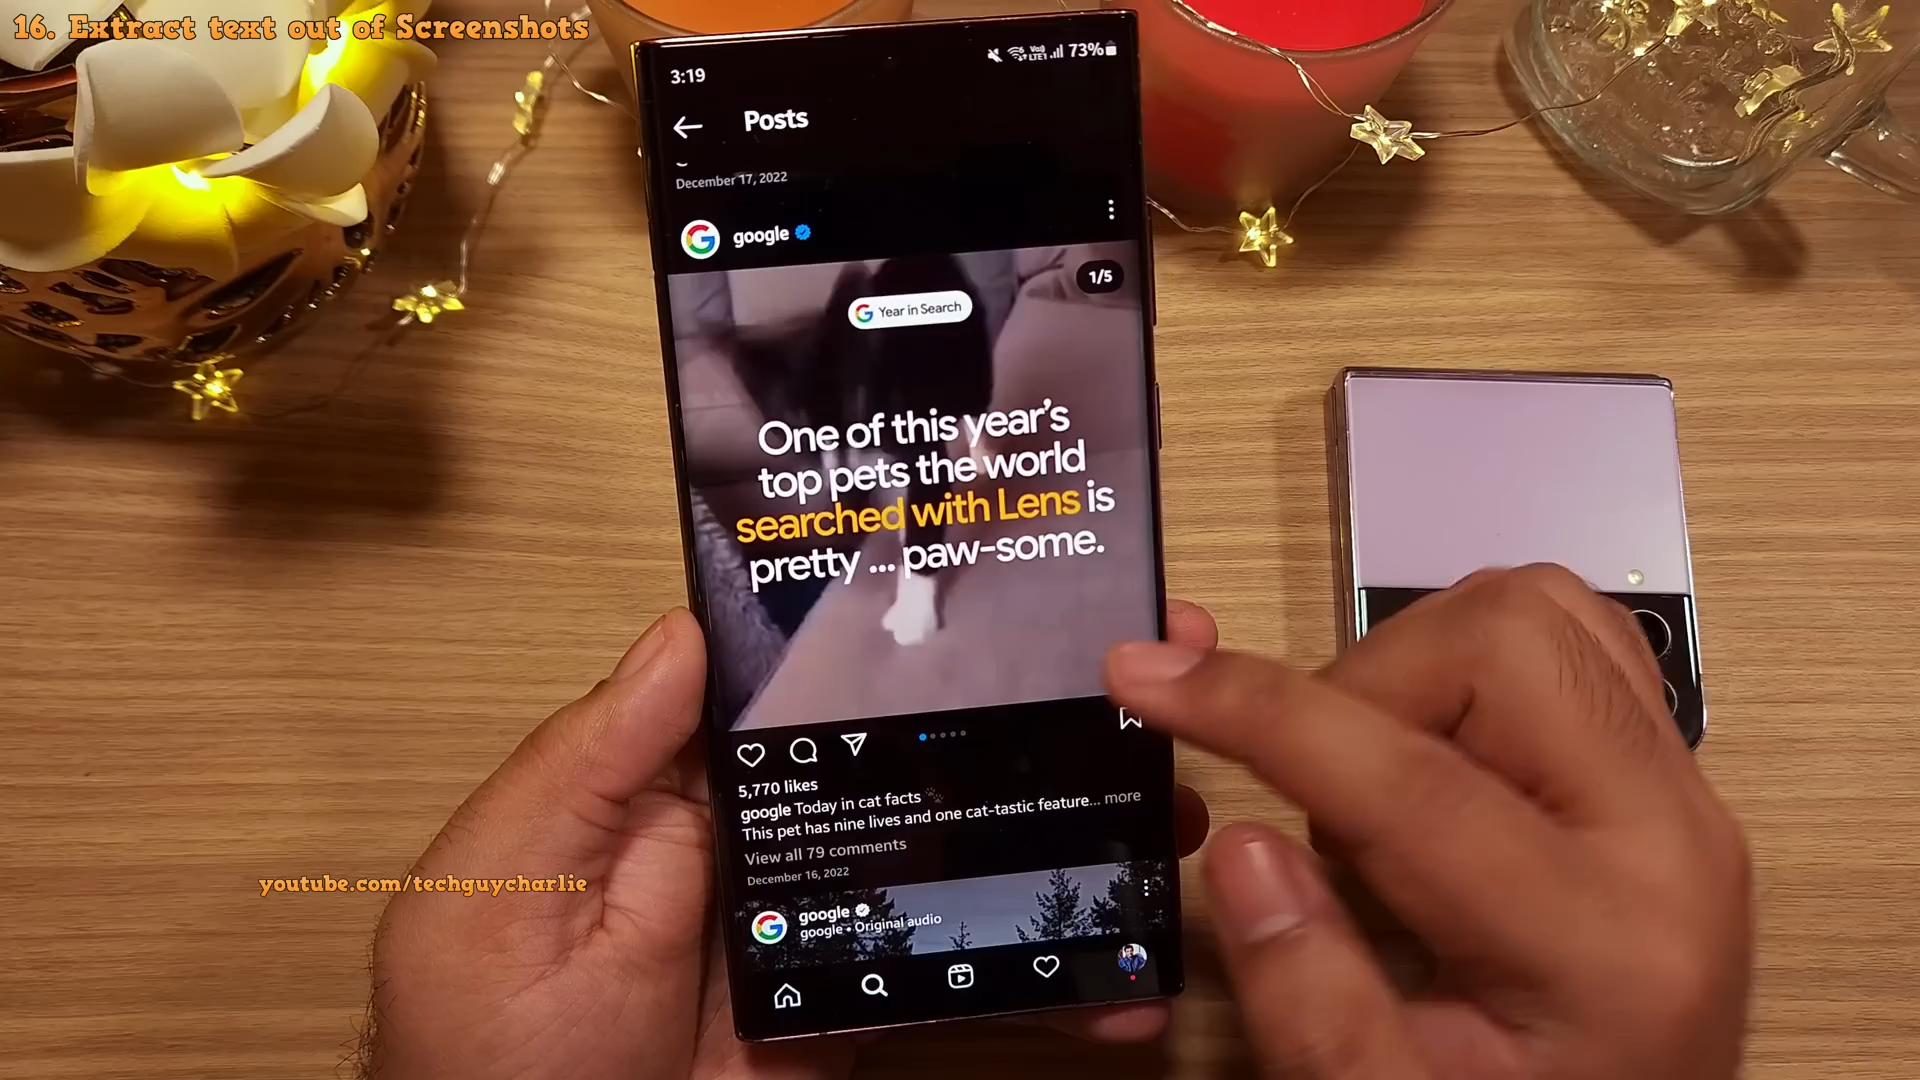 16. Extract text out of Screenshots
3:19
73%
Posts
December 17, 2022
google
1/5
G Year in Search
One of this year's
top pets the world
searched with Lens is
pretty ... paw-some.
5,770 likes
google Today in cat facts
This pet has nine lives and one cat-tastic feature... more
View all 79 comments
December 16, 2022
google
google • Original audio
youtube.com/techguycharlie